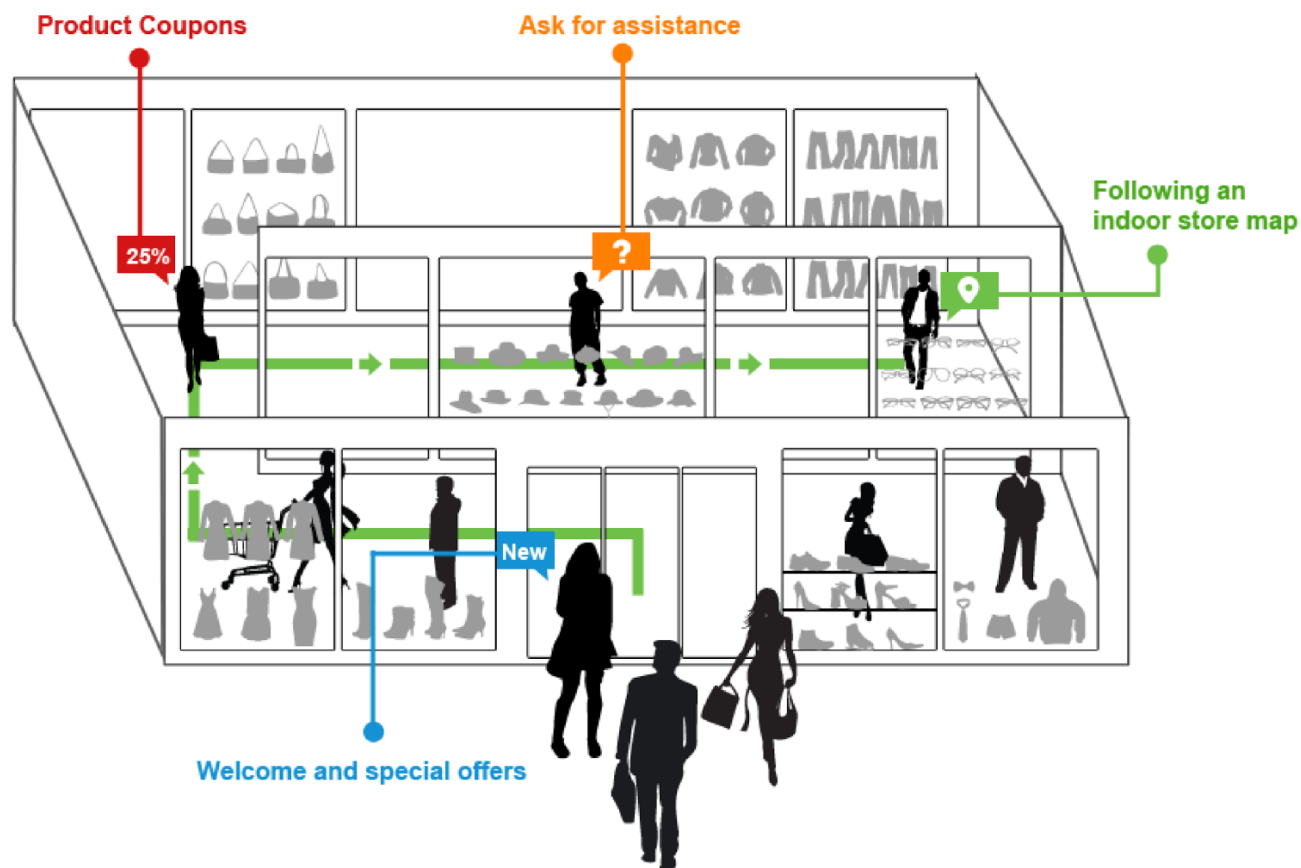 Product Coupons
Ask for assistance
Following an
indoor store map
25%
?
New
Welcome and special offers